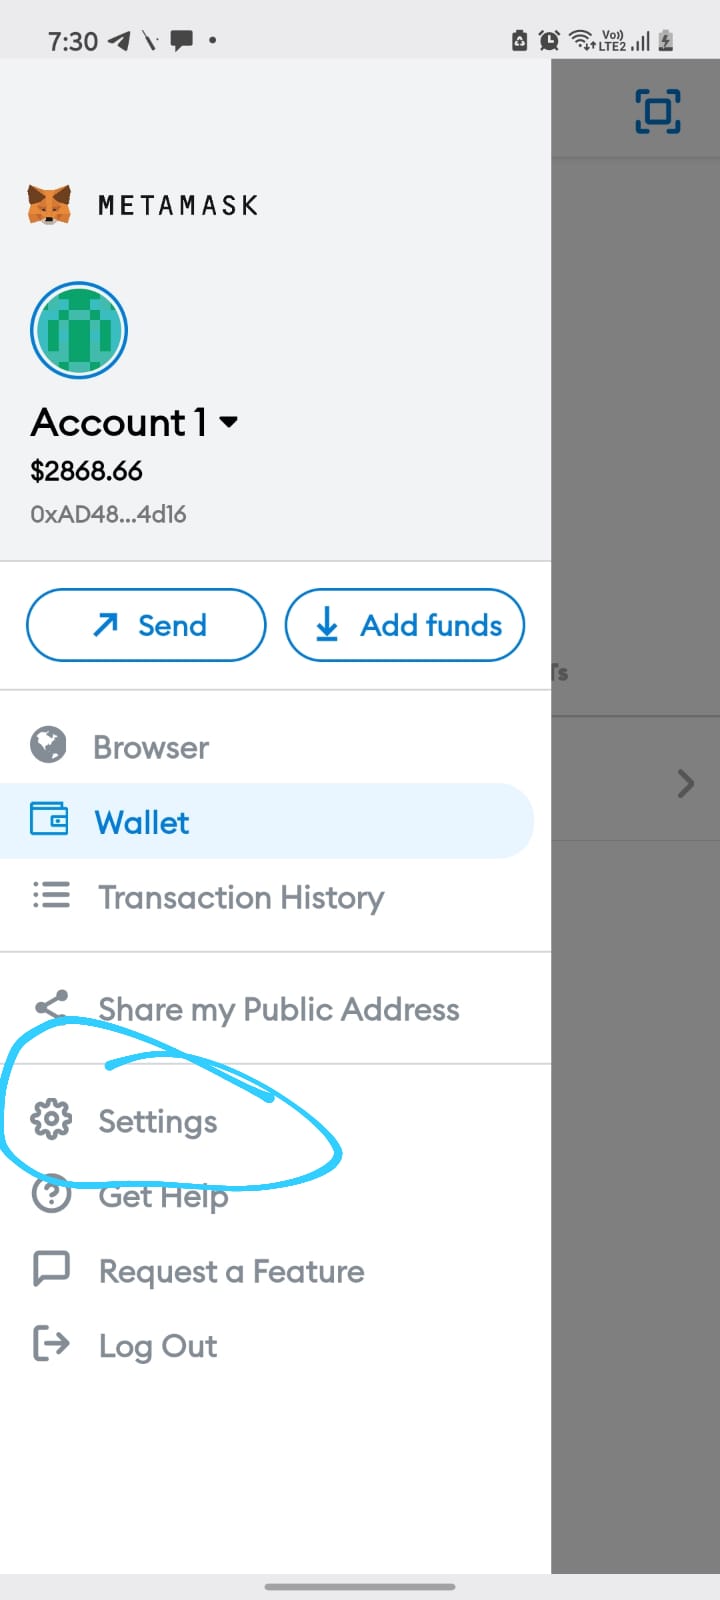 7:30 Vo)) LTE2
METAMASK
Account 1
$2868.66
0xAD48...4d16
Send Add funds
Ts
Browser
Wallet
Transaction History
Share my Public Address
Settings
Get Help
Request a Feature
Log Out